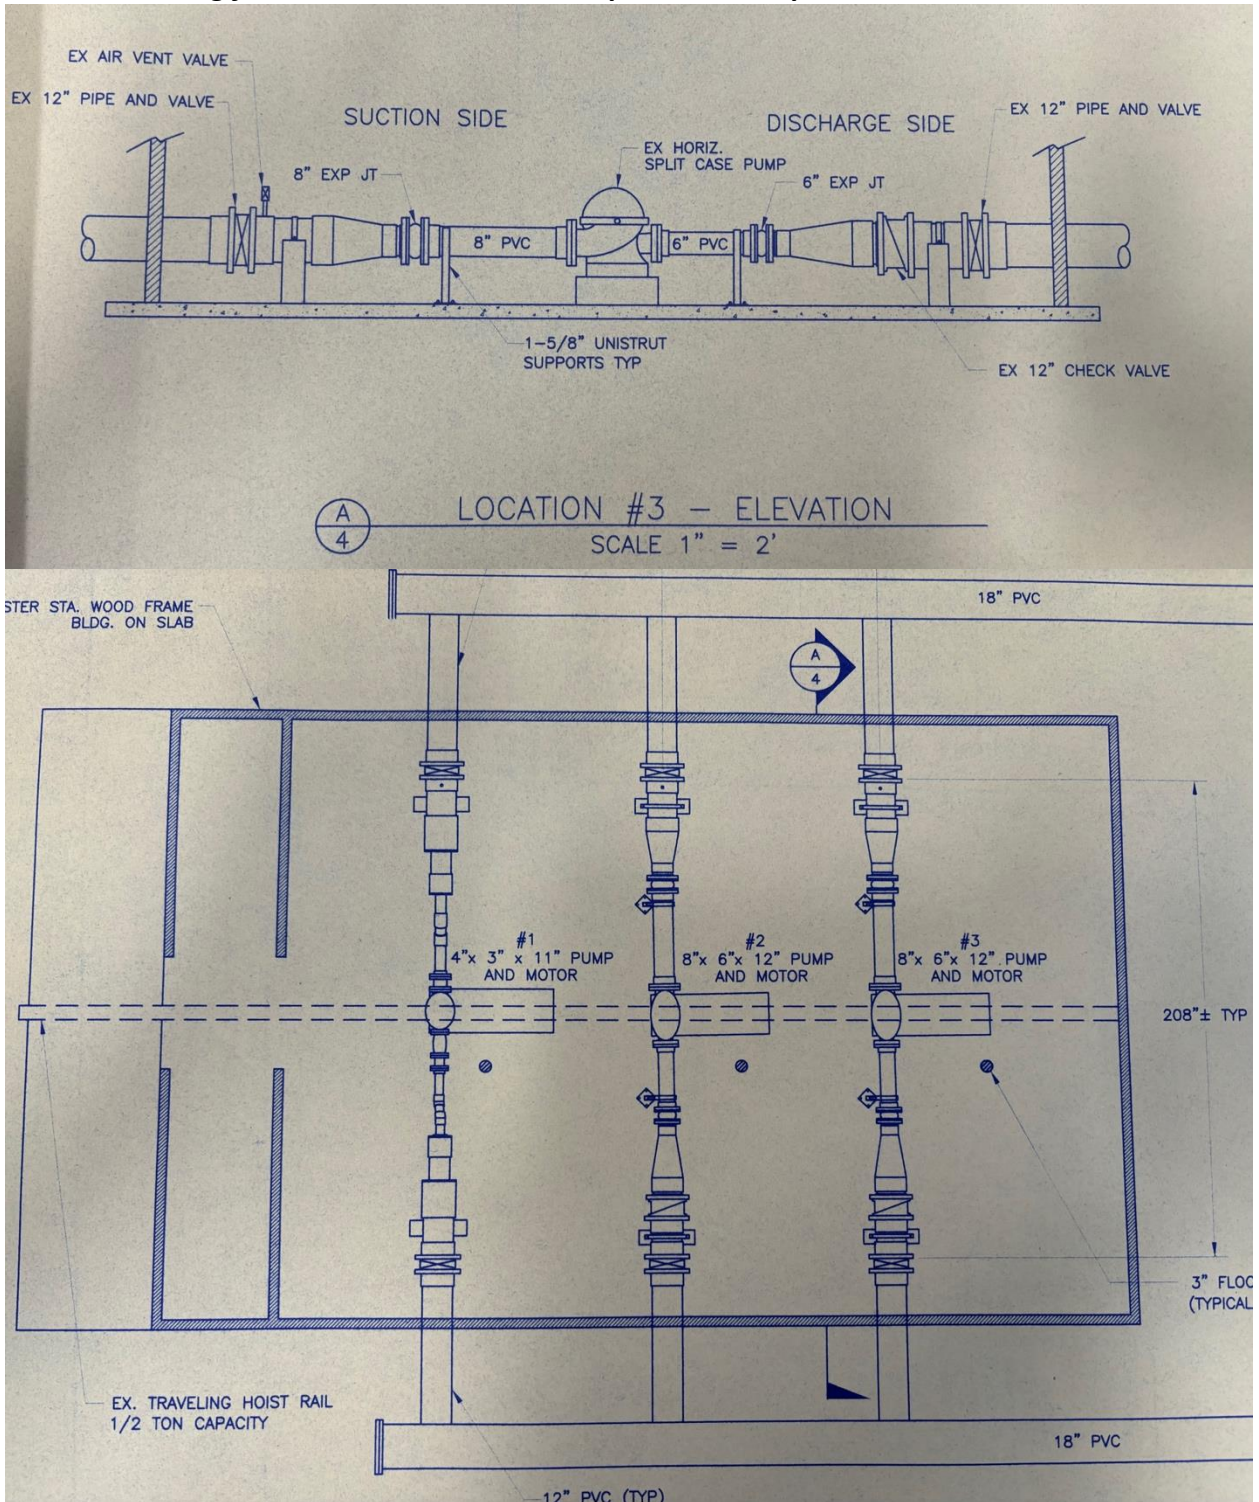 EX AIR VENT VALVE
EX 12" PIPE AND VALVE
SUCTION SIDE
8" EXP JT
EX HORIZ.
SPLIT CASE PUMP
DISCHARGE SIDE
EX 12" PIPE AND VALVE
6" EXP JT
8" PVC
6" PVC
1-5/8" UNISTRUT
SUPPORTS TYP
EX 12" CHECK VALVE
A
4
LOCATION #3 - ELEVATION
SCALE 1" = 2'
STER STA. WOOD FRAME
BLDG. ON SLAB
18" PVC
A
4
#1
4"x 3" x 11" PUMP
AND MOTOR
#2
8"x 6"x 12" PUMP
AND MOTOR
#3
8"x 6"x 12" PUMP
AND MOTOR
208"± TYP
3" FLOO
(TYPICAL
EX. TRAVELING HOIST RAIL
1/2 TON CAPACITY
18" PVC
12" PVC (TYP)